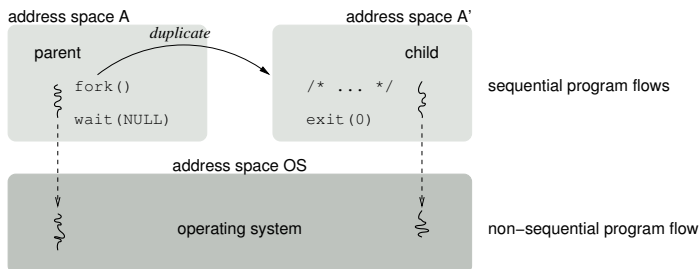 address space A
address space A'
duplicate
parent
child
fork()
/* ... */
sequential program flows
wait(NULL)
exit(0)
address space OS
operating system
non−sequential program flow